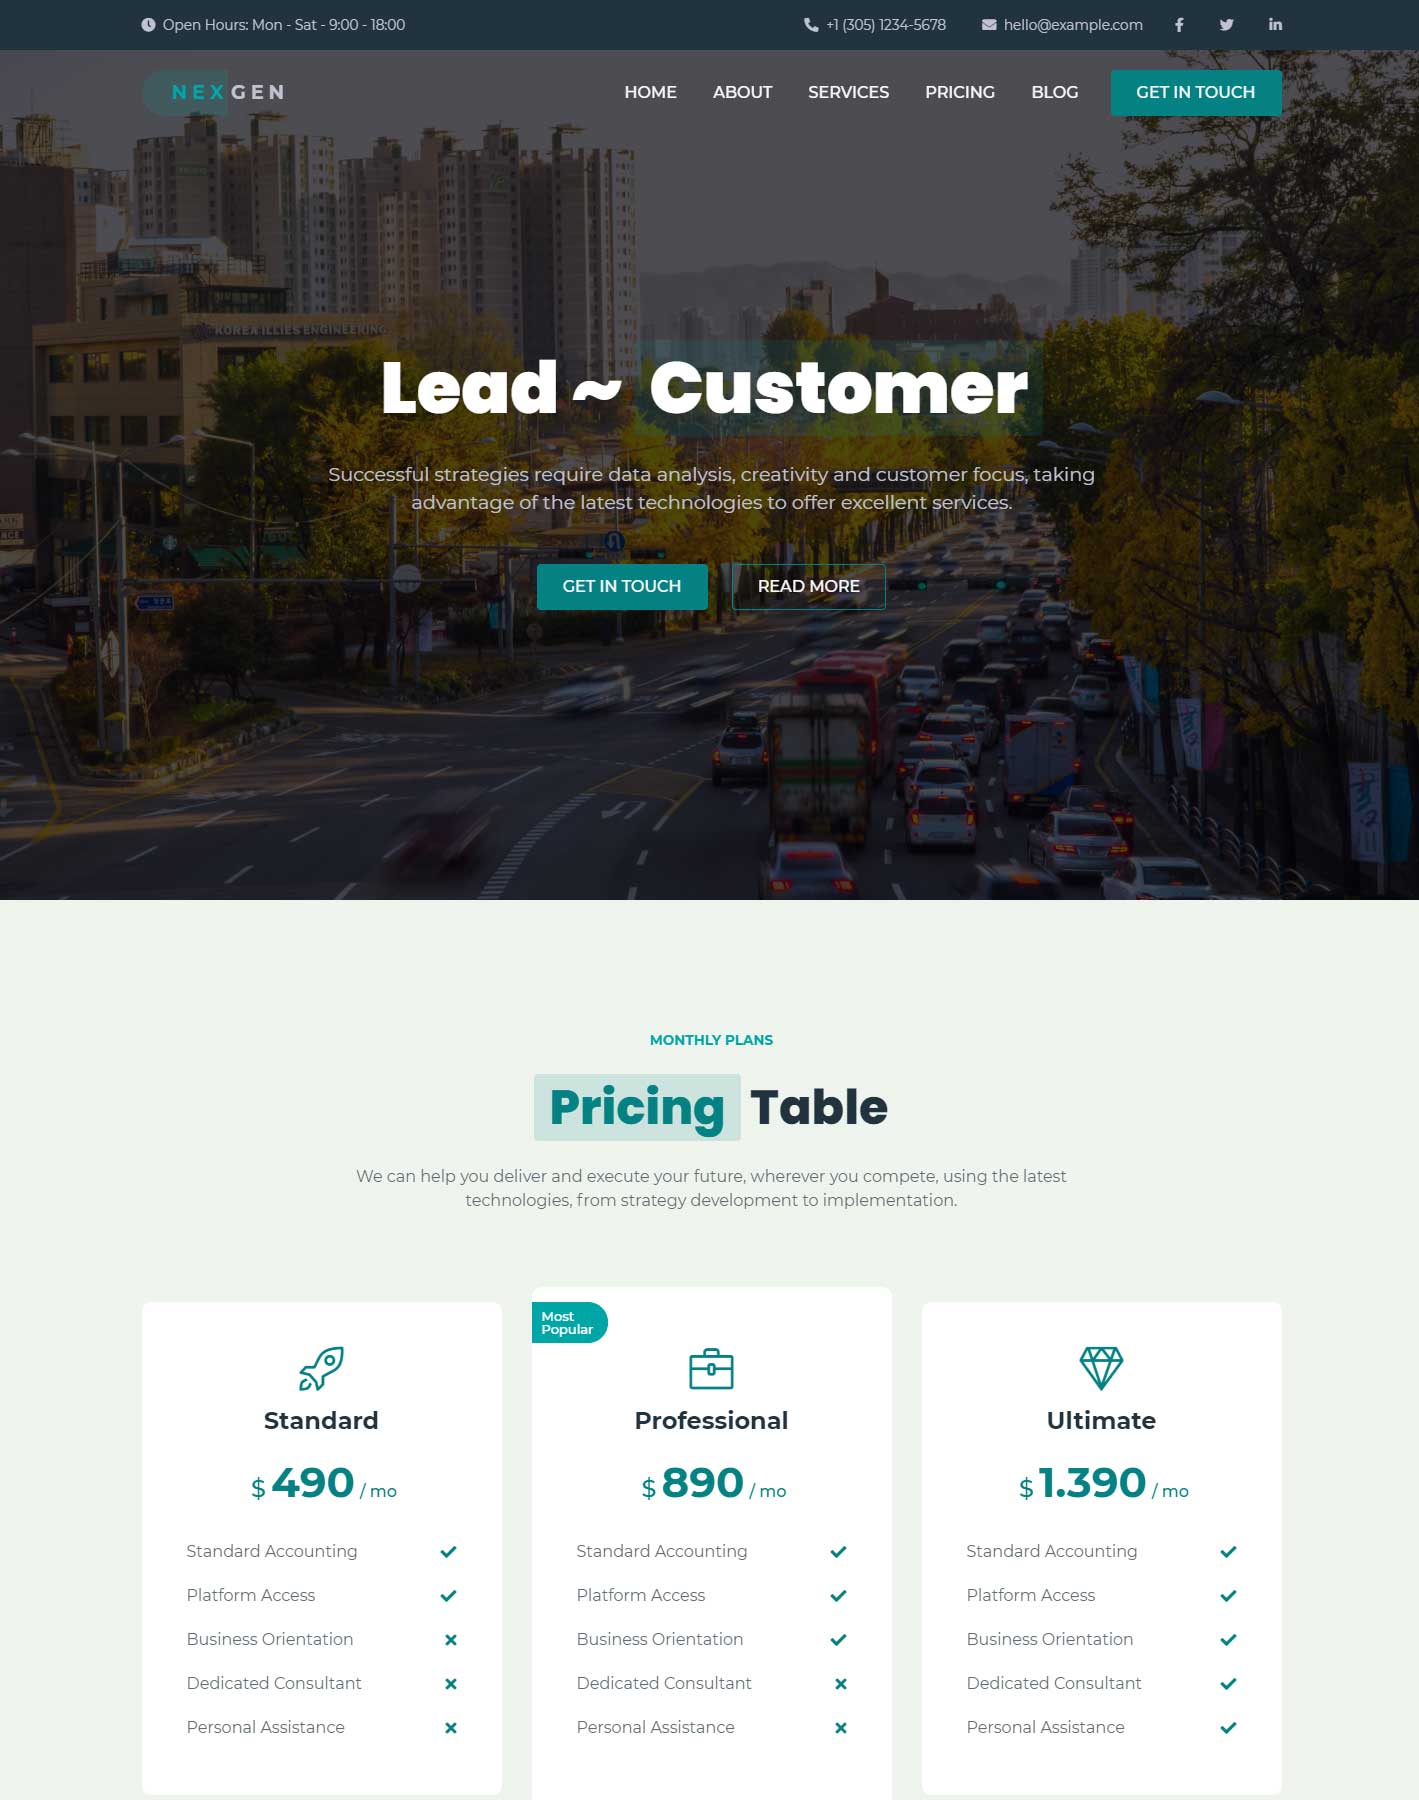 Open Hours: Mon - Sat - 9:00 - 18:00
+1 (305) 1234-5678
hello@example.com
NEXGEN
HOME
ABOUT
SERVICES
PRICING
BLOG
GET IN TOUCH
KOREA ILLIES ENGINEERING
Lead ~ Customer
Successful strategies require data analysis, creativity and customer focus, taking
advantage of the latest technologies to offer excellent services.
GET IN TOUCH
READ MORE
MONTHLY PLANS
Pricing Table
We can help you deliver and execute your future, wherever you compete, using the latest
technologies, from strategy development to implementation.
Standard
$ 490 / mo
Standard Accounting
Platform Access
Business Orientation
Dedicated Consultant
Personal Assistance
Most
Popular
Professional
$ 890 / mo
Standard Accounting
Platform Access
Business Orientation
Dedicated Consultant
Personal Assistance
Ultimate
$ 1.390 / mo
Standard Accounting
Platform Access
Business Orientation
Dedicated Consultant
Personal Assistance